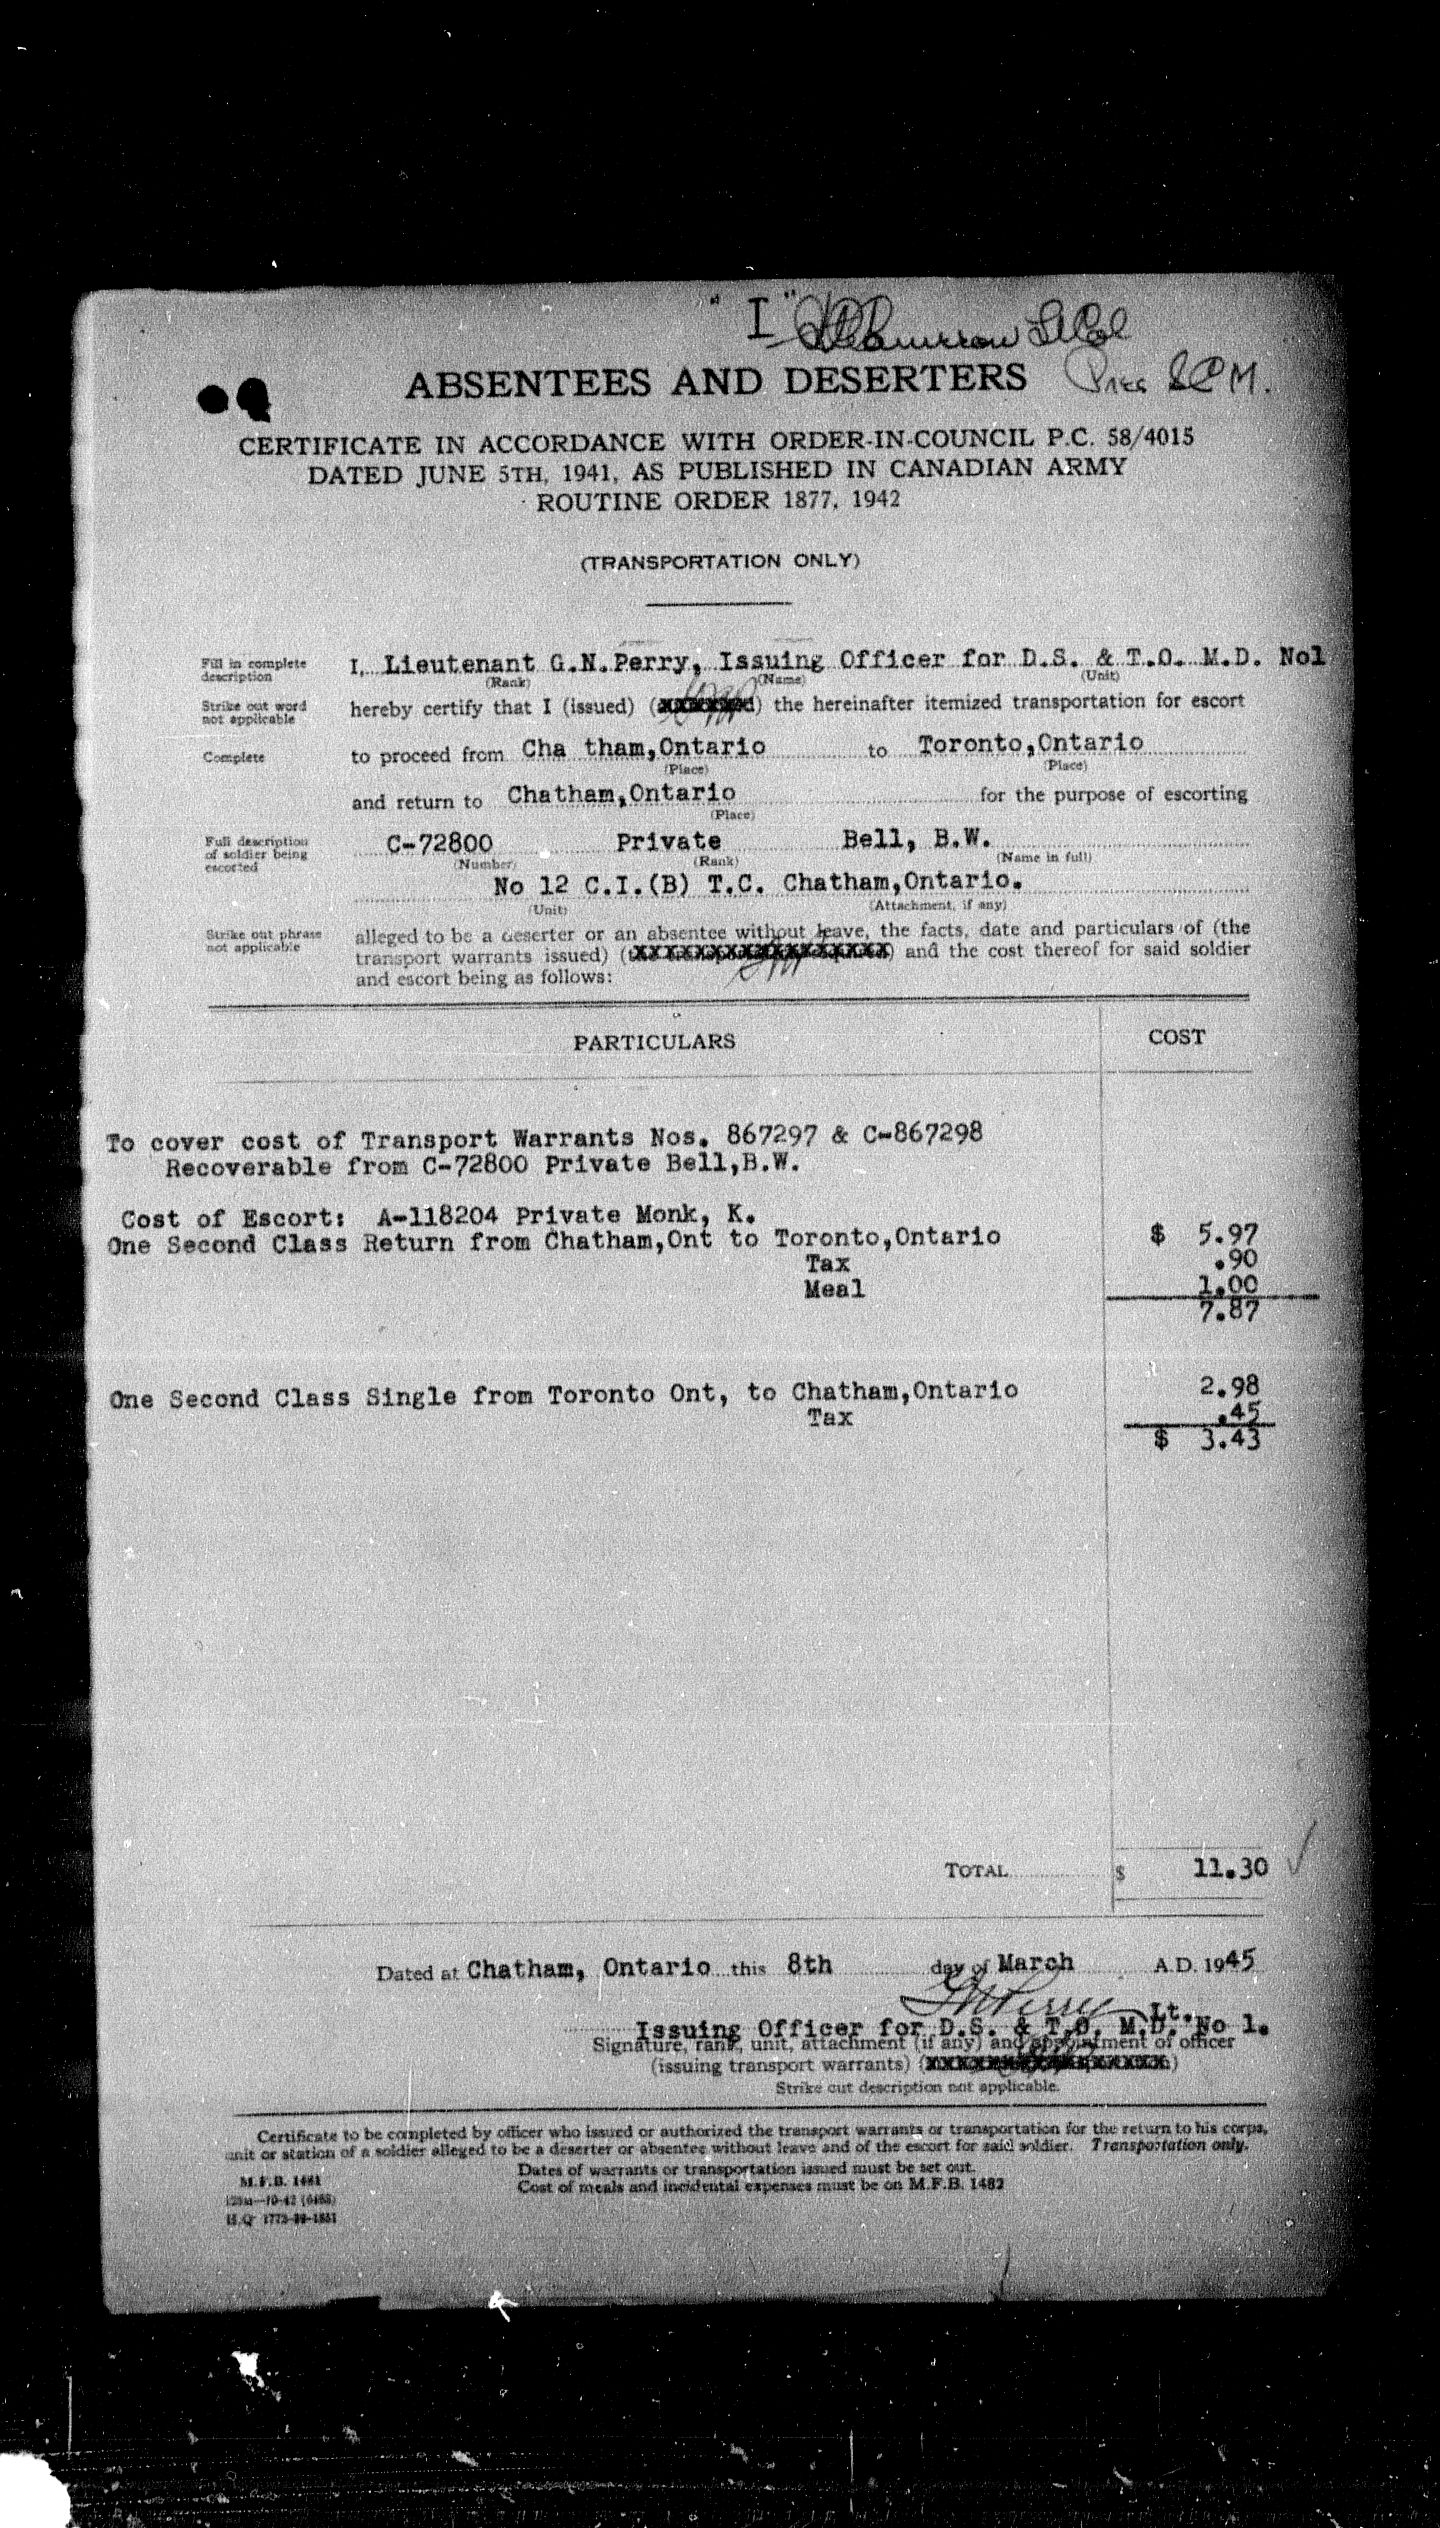 " I "
Lt Col
ABSENTEES AND DESERTERS
Pres
CERTIFICATE IN ACCORDANCE WITH ORDER-IN-COUNCIL P.C. 58/4015
DATED JUNE 5TH, 1941, AS PUBLISHED IN CANADIAN ARMY
ROUTINE ORDER 1877, 1942
(TRANSPORTATION ONLY)
Fill in complete description
I, Lieutenant G.N.Perry, Issuing Officer for D.S. & T.O. M.D. No1
(Rank) (Name) (Unit)
Strike out word not applicable
hereby certify that I (issued) ( ) the hereinafter itemized transportation for escort
Complete
to proceed from Cha tham,Ontario to Toronto,Ontario
(Place) (Place)
and return to Chatham,Ontario for the purpose of escorting
(Place)
Full description of soldier being escorted
C-72800 Private Bell, B.W.
(Number) (Rank) (Name in full)
No 12 C.I.(B) T.C. Chatham,Ontario.
(Unit) (Attachment, if any)
Strike out phrase not applicable
alleged to be a deserter or an absentee without leave, the facts, date and particulars of (the
transport warrants issued) ( ) and the cost thereof for said soldier
and escort being as follows:
PARTICULARS COST
To cover cost of Transport Warrants Nos. 867297 & C-867298
Recoverable from C-72800 Private Bell,B.W.
Cost of Escort: A-118204 Private Monk, K.
One Second Class Return from Chatham,Ont to Toronto,Ontario $ 5.97
Tax .90
Meal 1.00
7.87
One Second Class Single from Toronto Ont, to Chatham,Ontario 2.98
Tax .45
$ 3.43
TOTAL $ 11.30
Dated at Chatham, Ontario this 8th day of March A.D. 1945
GNPerry Lt.
Issuing Officer for D.S. & T.O. M.D. No 1.
Signature, rank, unit, attachment (if any) and appointment of officer
(issuing transport warrants) ( )
Strike out description not applicable.
Certificate to be completed by officer who issued or authorized the transport warrants or transportation for the return to his corps,
unit or station of a soldier alleged to be a deserter or absentee without leave and of the escort for said soldier. Transportation only.
Dates of warrants or transportation issued must be set out.
Cost of meals and incidental expenses must be on M.F.B. 1482
M.F.B. 1481